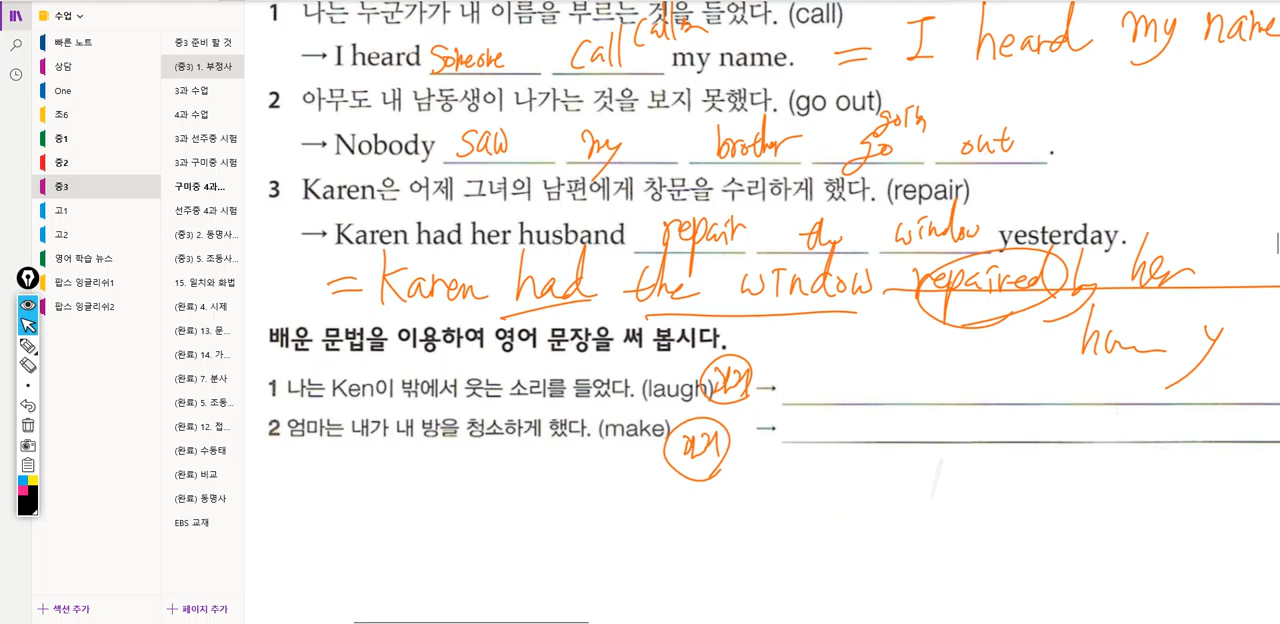 수업
빠른 노트
상담
One
초6
중1
중2
중3
고1
고2
영어 학습 뉴스
팝스 잉글리쉬1
팝스 잉글리쉬2
섹션 추가
중3 준비 할 것
(중3) 1. 부정사
3과 수업
4과 수업
3과 선주중 시험
3과 구미중 시험
구미중 4과...
선주중 4과 시험
(중3) 2. 동명사...
(중3) 5. 조동사...
15. 일치와 화법
(완료) 4. 시제
(완료) 13. 문...
(완료) 14. 가...
(완료) 7. 분사
(완료) 5. 조동...
(완료) 12. 접...
(완료) 수동태
(완료) 비교
(완료) 동명사
EBS 교재
페이지 추가
1 나는 누군가가 내 이름을 부르는 것을 들었다. (call)
→ I heard Someone call my name. = I heard my name
2 아무도 내 남동생이 나가는 것을 보지 못했다. (go out)
going
→ Nobody saw my brother go out.
3 Karen은 어제 그녀의 남편에게 창문을 수리하게 했다. (repair)
→ Karen had her husband repair the window yesterday.
= Karen had the window repaired by her
배운 문법을 이용하여 영어 문장을 써 봅시다.
1 나는 Ken이 밖에서 웃는 소리를 들었다. (laugh) →
2 엄마는 내가 내 방을 청소하게 했다. (make) →